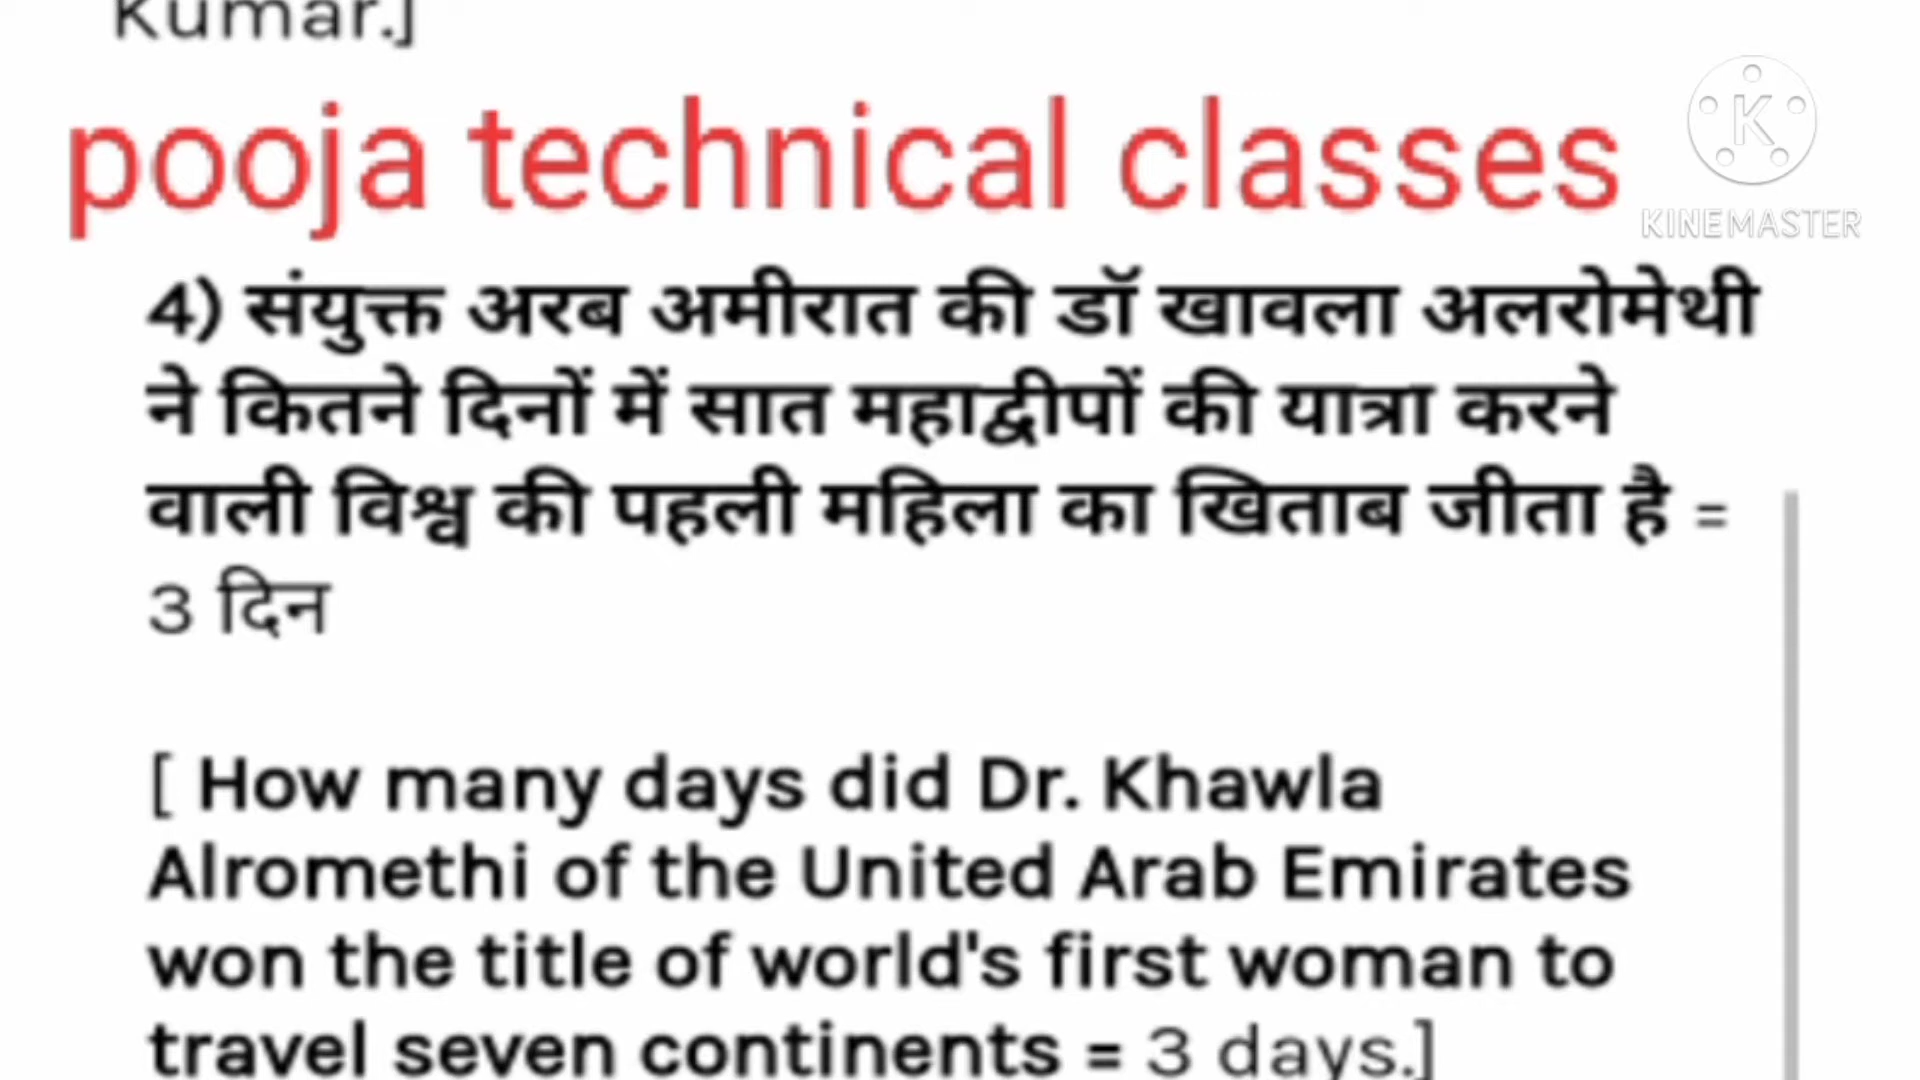 Kumar.]
pooja technical classes
K
KINEMASTER
4) संयुक्त अरब अमीरात की डॉ खावला अलरोमेथी
ने कितने दिनों में सात महाद्वीपों की यात्रा करने
वाली विश्व की पहली महिला का खिताब जीता है =
3 दिन
[ How many days did Dr. Khawla
Alromethi of the United Arab Emirates
won the title of world's first woman to
travel seven continents = 3 days.]